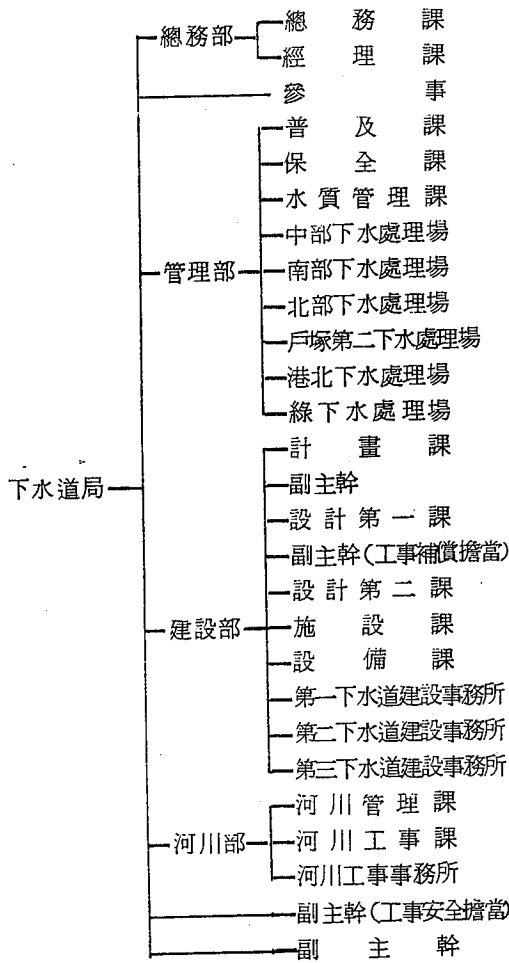 總務部
總務課
經理課
參事
普及課
保全課
水質管理課
中部下水處理場
管理部
南部下水處理場
北部下水處理場
戶塚第二下水處理場
港北下水處理場
綠下水處理場
計畫課
下水道局
副主幹
設計第一課
副主幹(工事補償擔當)
設計第二課
建設部
施設課
設備課
第一下水道建設事務所
第二下水道建設事務所
第三下水道建設事務所
河川管理課
河川部
河川工事課
河川工事事務所
副主幹(工事安全擔當)
副主幹